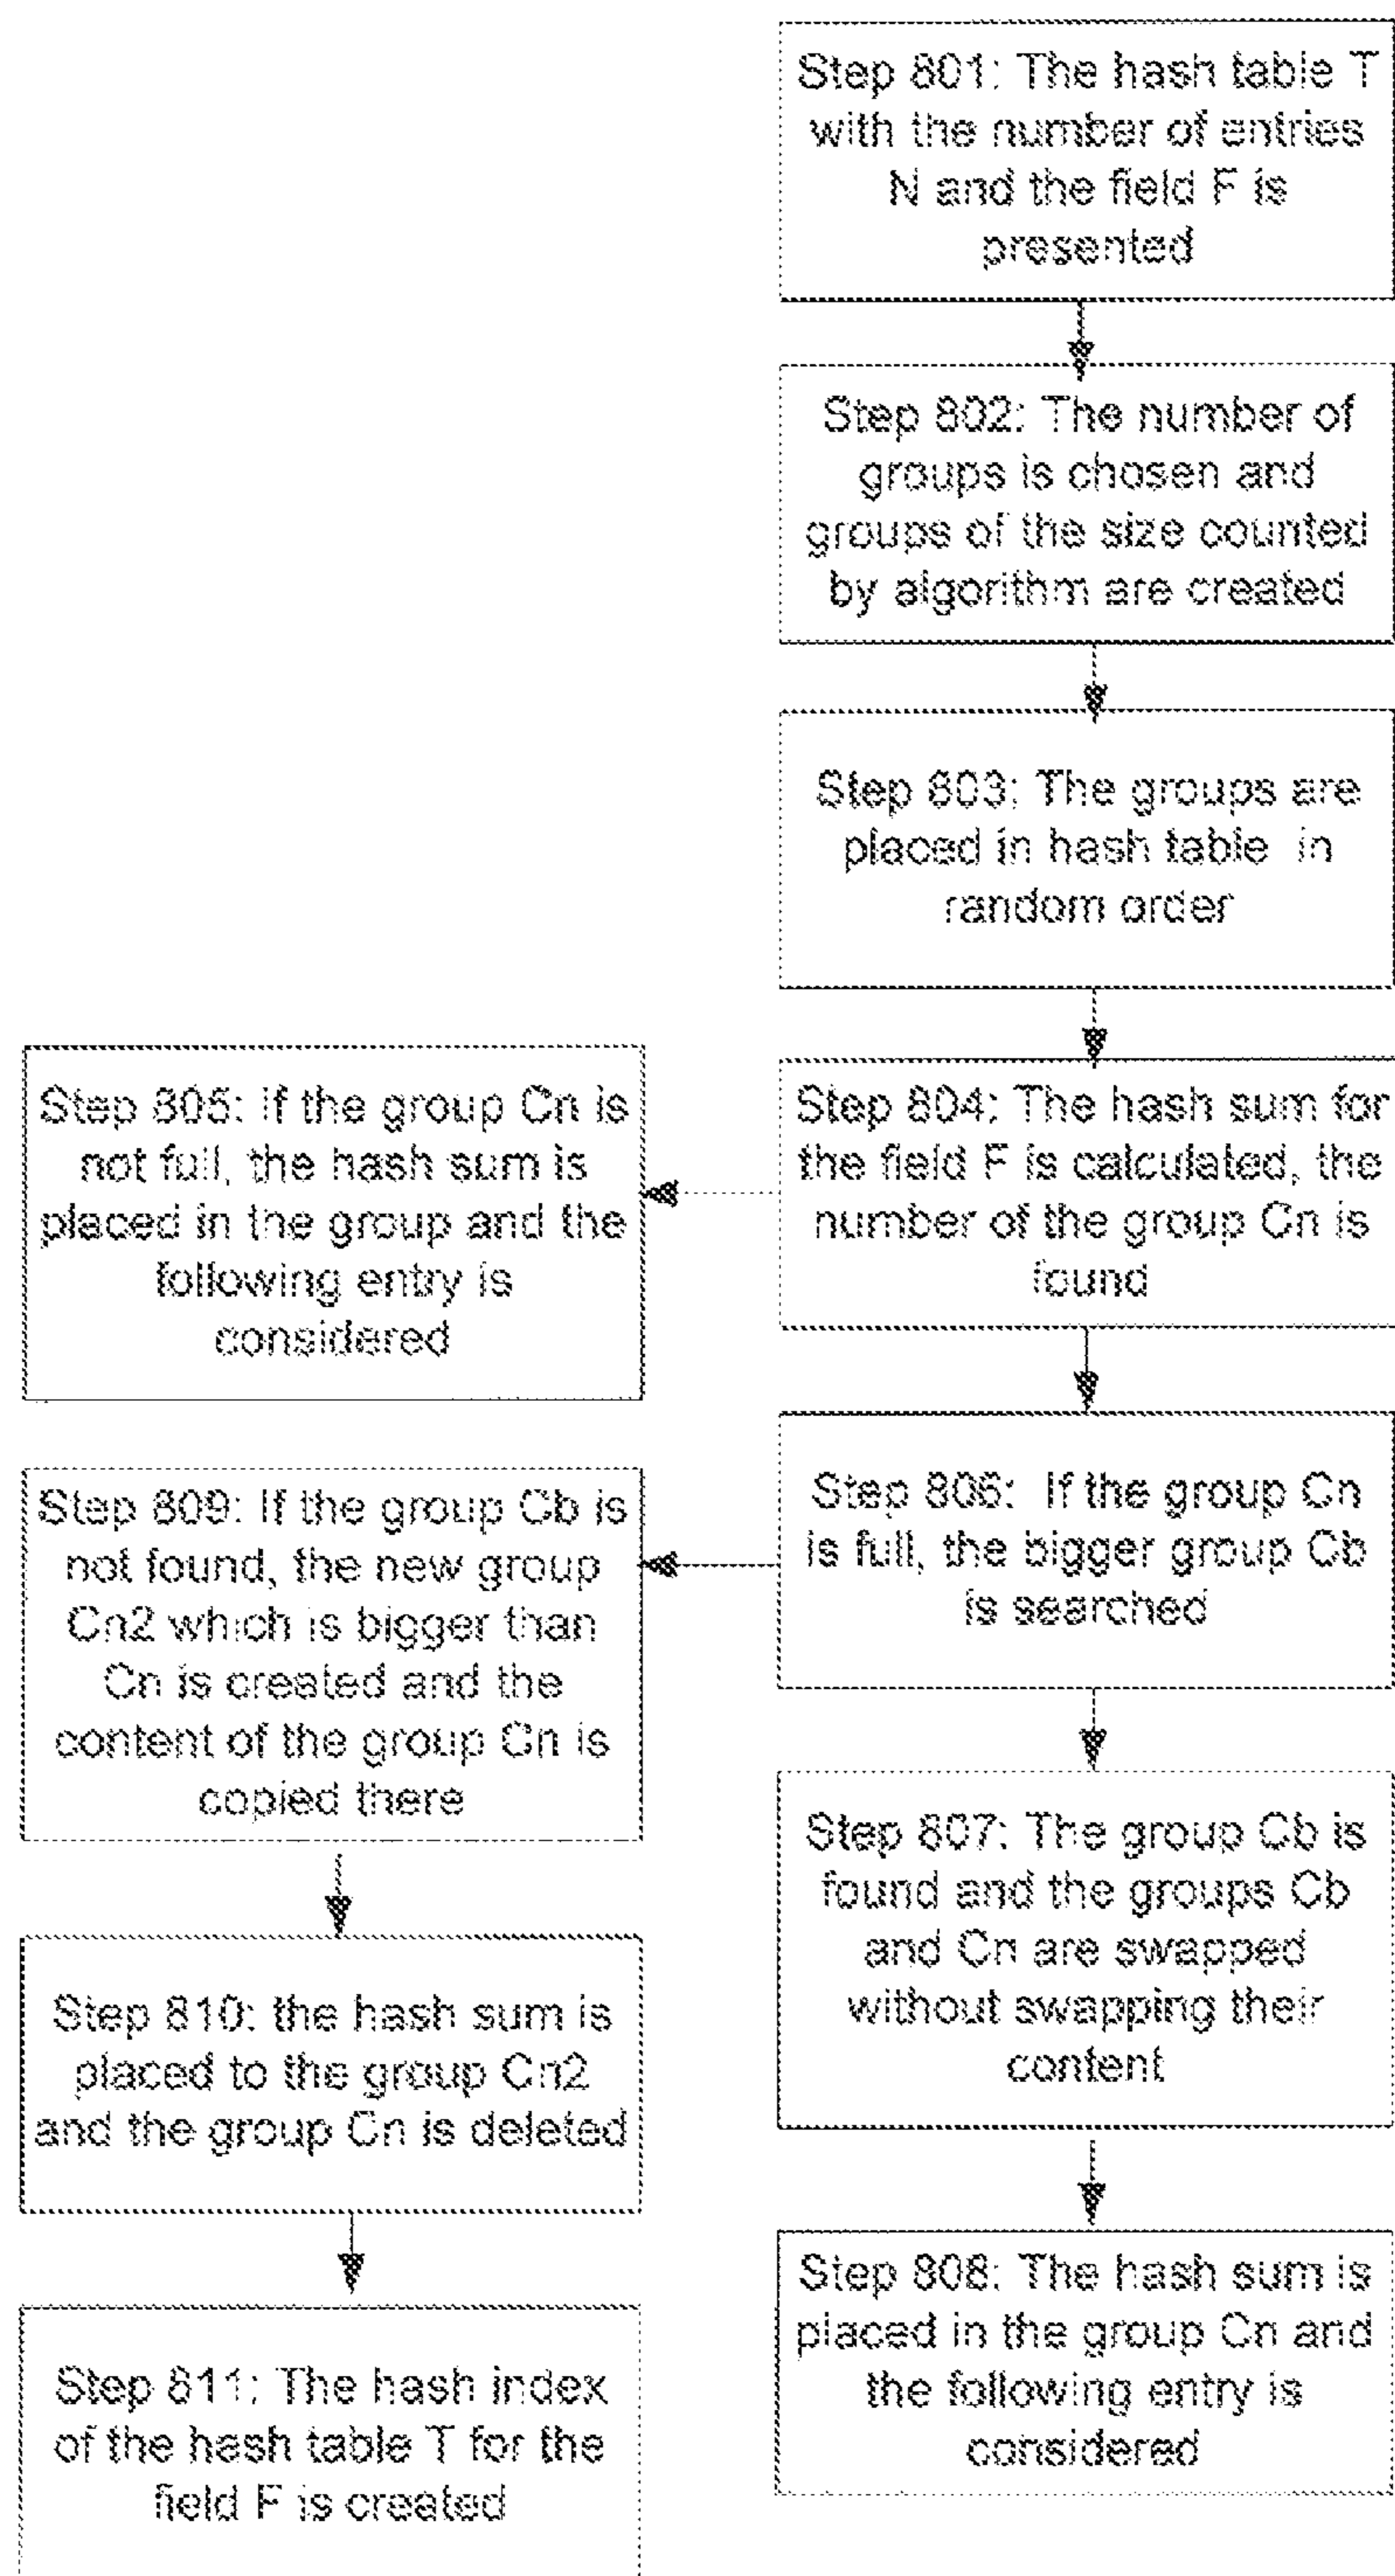 Step 801: The hash table T
with the number of entries
N and the field F is
presented
Step 802: The number of
groups is chosen and
groups of the size counted
by algorithm are created
Step 803: The groups are
placed in hash table in
random order
Step 804: The hash sum for
the field F is calculated, the
number of the group Cn is
found
Step 805: If the group Cn is
not full, the hash sum is
placed in the group and the
following entry is
considered
Step 806: If the group Cn
is full, the bigger group Cb
is searched
Step 809: If the group Cb is
not found, the new group
Cn2 which is bigger than
Cn is created and the
content of the group Cn is
copied there
Step 807: The group Cb is
found and the groups Cb
and Cn are swapped
without swapping their
content
Step 810: the hash sum is
placed to the group Cn2
and the group Cn is deleted
Step 808: The hash sum is
placed in the group Cn and
the following entry is
considered
Step 811: The hash index
of the hash table T for the
field F is created